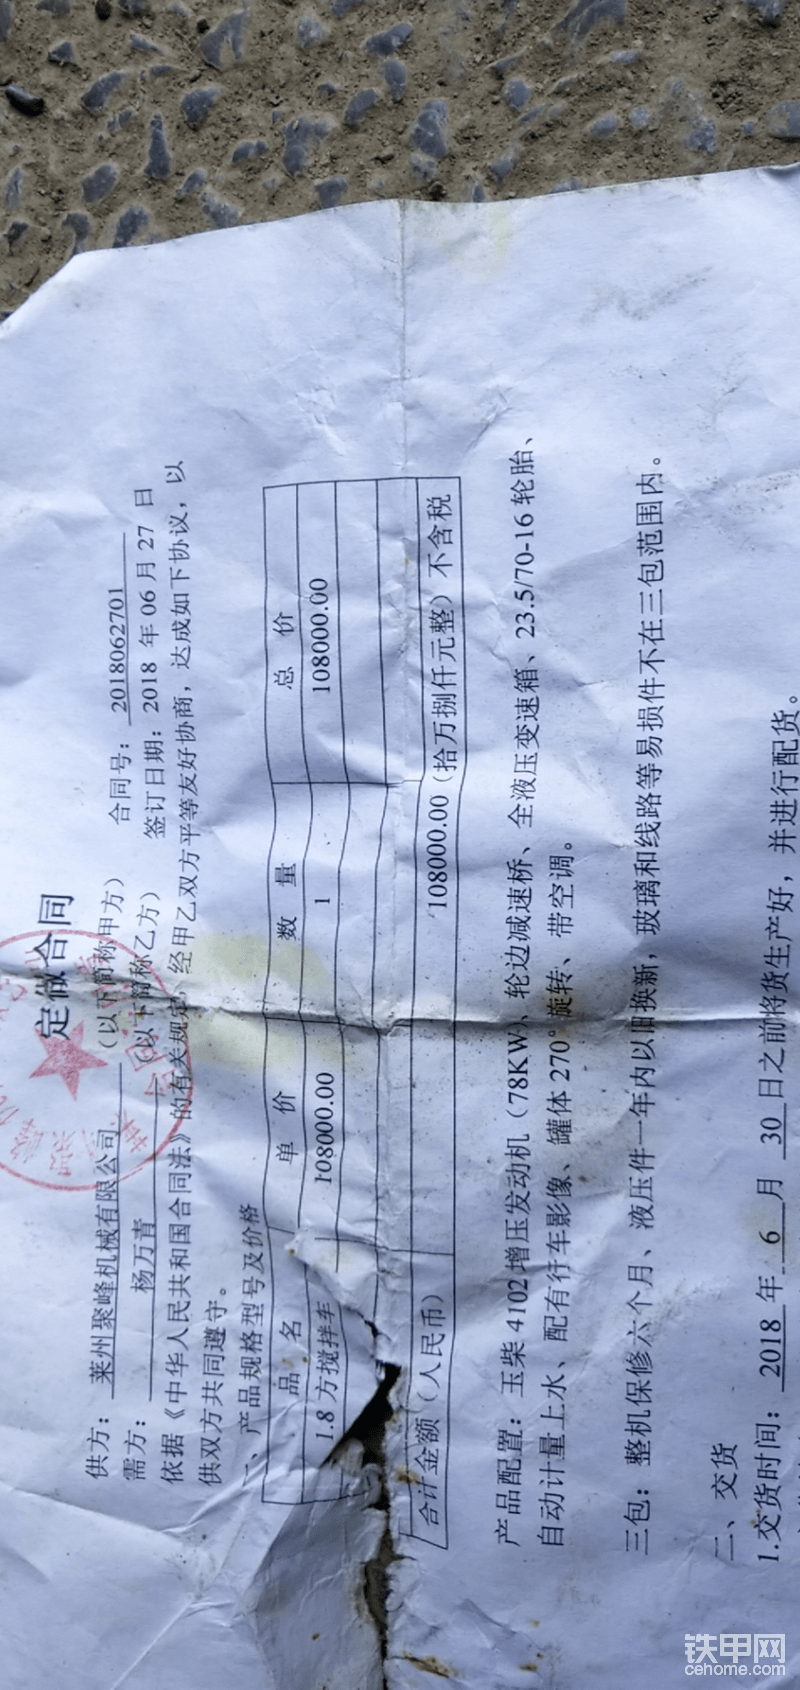 定做合同
供方：莱州聚峰机械有限公司（以下简称甲方） 合同号：2018062701
需方：杨万青（以下简称乙方） 签订日期：2018 年 06 月 27 日
依据《中华人民共和国合同法》的有关规定，经甲乙双方平等友好协商，达成如下协议，以
供双方共同遵守。
一、产品规格型号及价格
品 名 单 价 数 量 总 价
1.8 方搅拌车 108000.00 1 108000.00
合计金额（人民币） 108000.00（拾万捌仟元整）不含税
产品配置：玉柴 4102 增压发动机（78KW）、轮边减速桥、全液压变速箱、23.5/70-16 轮胎、
自动计量上水、配有行车影像、罐体 270°旋转、带空调。
三包：整机保修六个月、液压件一年内以旧换新，玻璃和线路等易损件不在三包范围内。
二、交货
1.交货时间：2018 年 6 月 30 日之前将货生产好，并进行配货。
铁甲网
cehome.com